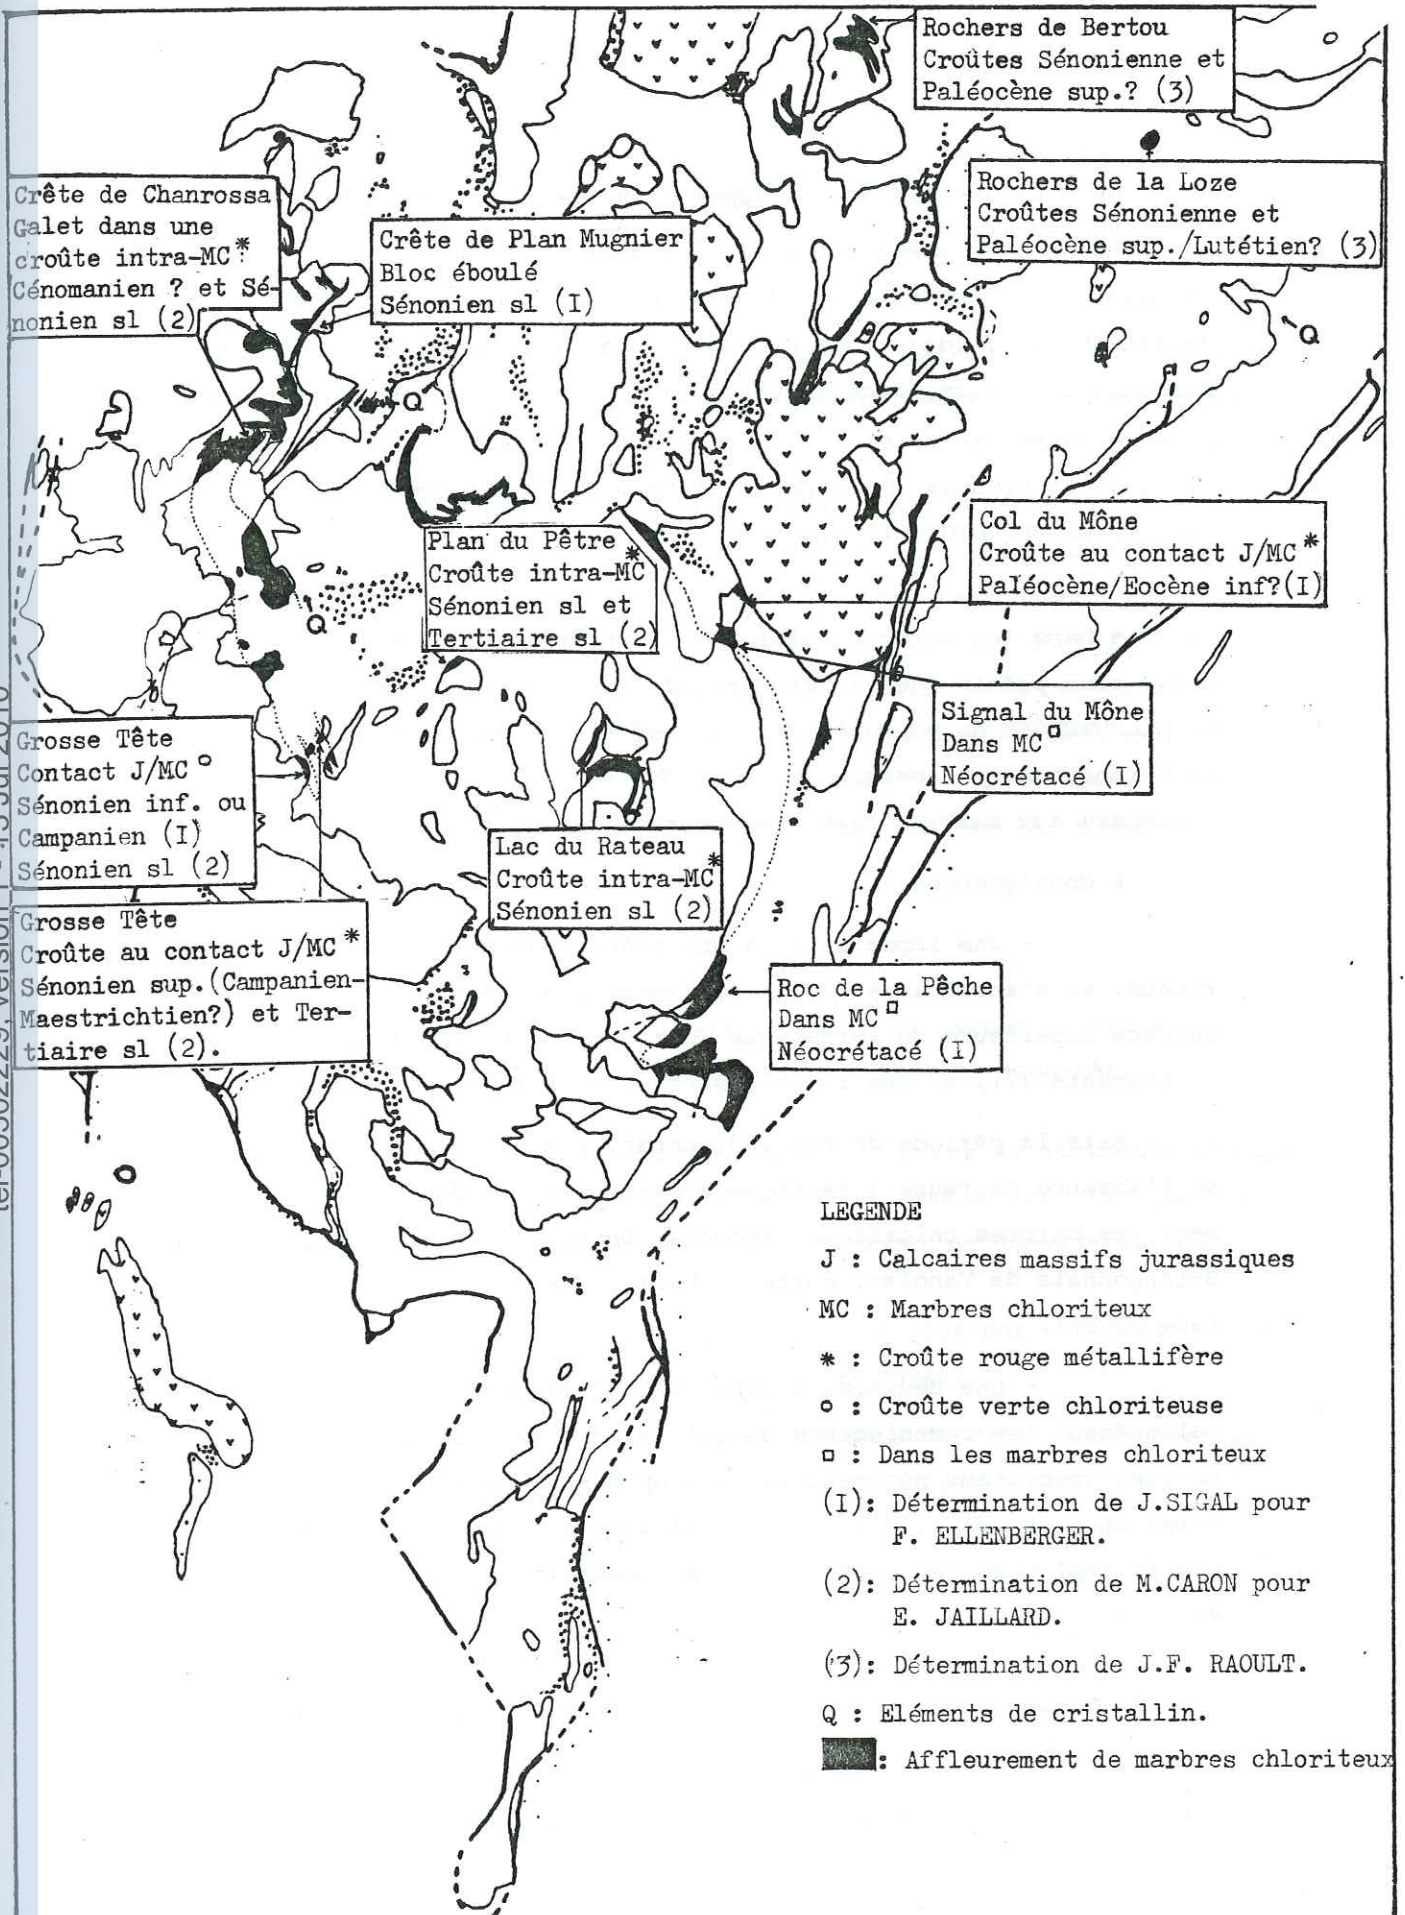 Rochers de Bertou
Croûtes Sénonienne et
Paléocène sup.? (3)
Rochers de la Loze
Croûtes Sénonienne et
Paléocène sup./Lutétien? (3)
Crête de Chanrossa
Galet dans une
croûte intra-MC*
Cénomanien ? et Sé-
nonien sl (2)
Crête de Plan Mugnier
Bloc éboulé
Sénonien sl (I)
Q
Q
Q
Plan du Pêtre
Croûte intra-MC*
Sénonien sl et
Tertiaire sl (2)
Col du Mône
Croûte au contact J/MC*
Paléocène/Eocène inf?(I)
Signal du Mône
Dans MC□
Néocrétacé (I)
Grosse Tête
Contact J/MC o
Sénonien inf. ou
Campanien (I)
Sénonien sl (2)
Lac du Rateau
Croûte intra-MC*
Sénonien sl (2)
Grosse Tête
Croûte au contact J/MC*
Sénonien sup.(Campanien-
Maestrichtien?) et Ter-
tiaire sl (2).
Roc de la Pêche
Dans MC□
Néocrétacé (I)
LEGENDE
J : Calcaires massifs jurassiques
MC : Marbres chloriteux
* : Croûte rouge métallifère
o : Croûte verte chloriteuse
□ : Dans les marbres chloriteux
(I): Détermination de J.SIGAL pour
F. ELLENBERGER.
(2): Détermination de M.CARON pour
E. JAILLARD.
(3): Détermination de J.F. RAOULT.
Q : Eléments de cristallin.
: Affleurement de marbres chloriteux